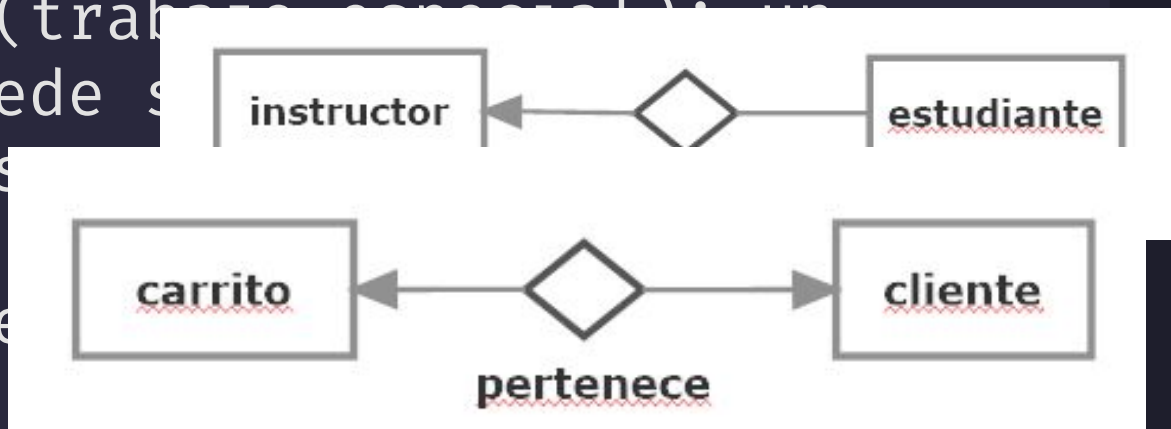 (trab
ede s
instructor
estudiante
carrito
cliente
pertenece